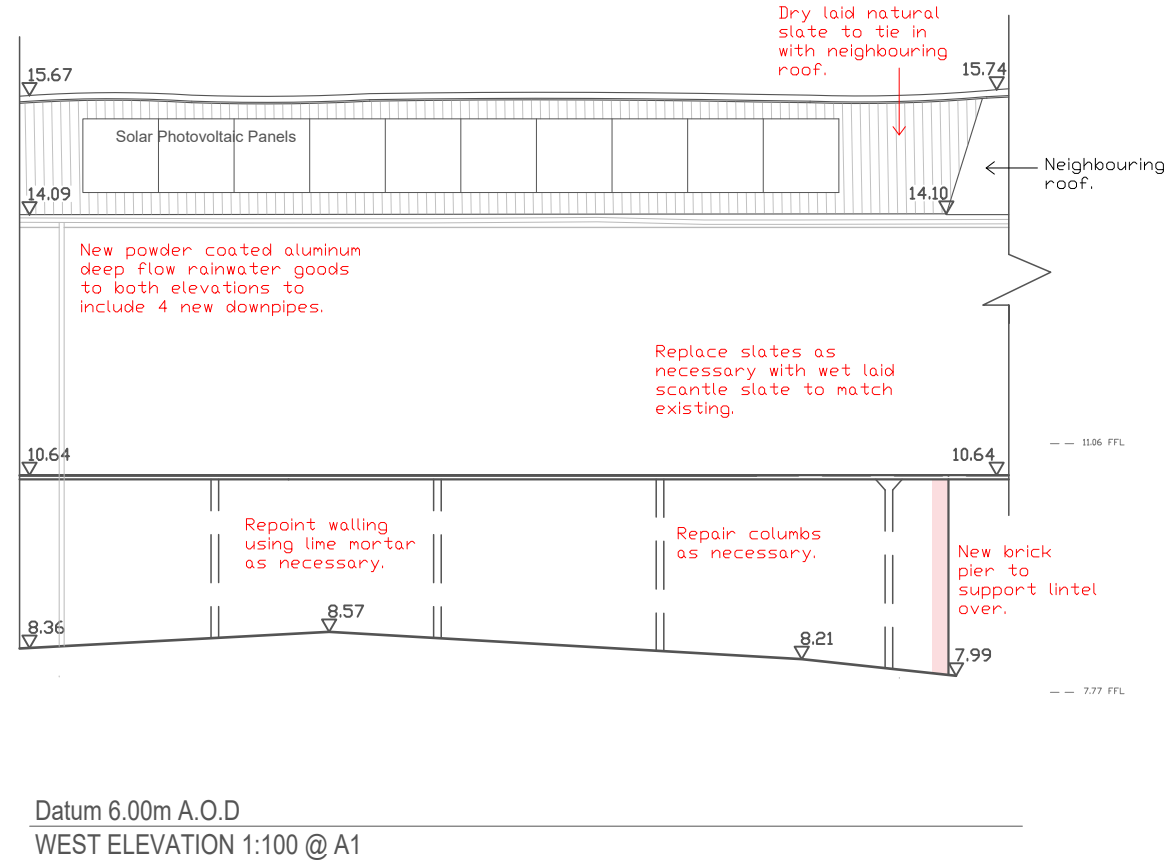 Dry laid natural
slate to tie in
with neighbouring
roof.
15.67
15.74
Solar Photovoltaic Panels
Neighbouring
roof.
14.09
14.10
New powder coated aluminum
deep flow rainwater goods
to both elevations to
include 4 new downpipes.
Replace slates as
necessary with wet laid
scantle slate to match
existing.
11.06 FFL
10.64
10.64
Repoint walling
using lime mortar
as necessary.
Repair columbs
as necessary.
New brick
pier to
support lintel
over.
8.57
8.36
8.21
7.99
7.77 FFL
Datum 6.00m A.O.D
WEST ELEVATION 1:100 @ A1